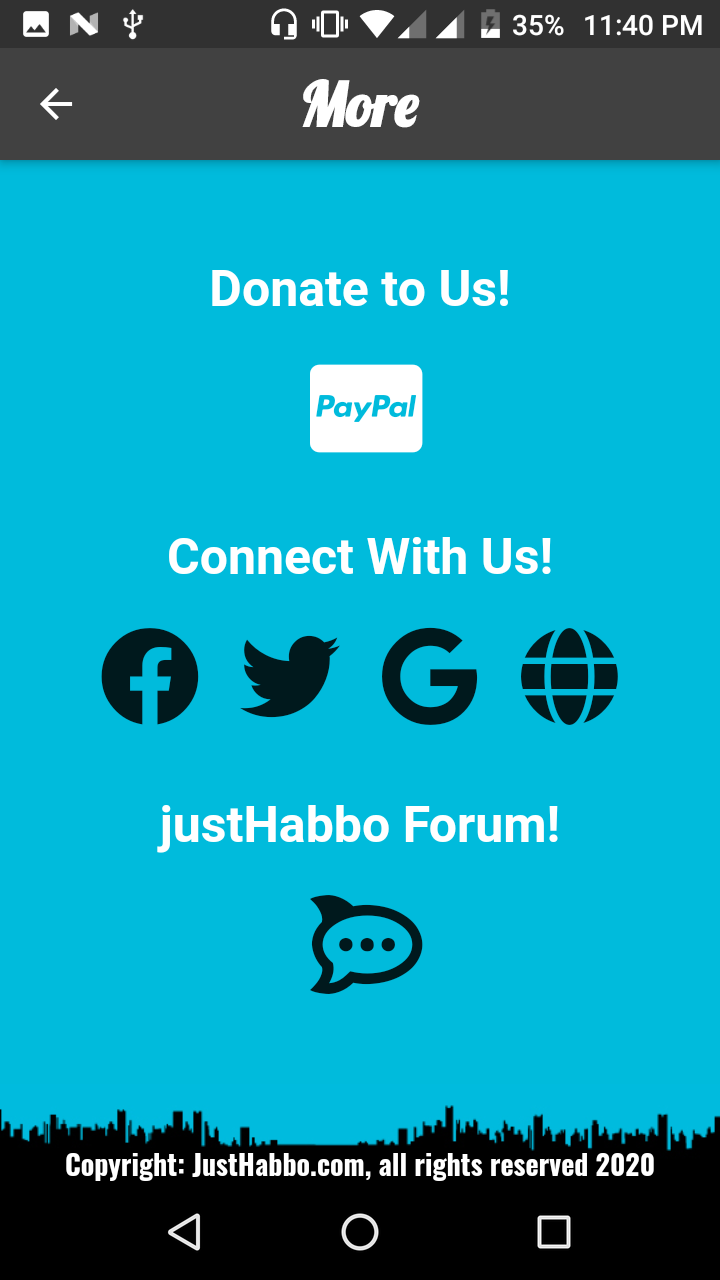 35% 11:40 PM
More
Donate to Us!
PayPal
Connect With Us!
justHabbo Forum!
Copyright: JustHabbo.com, all rights reserved 2020